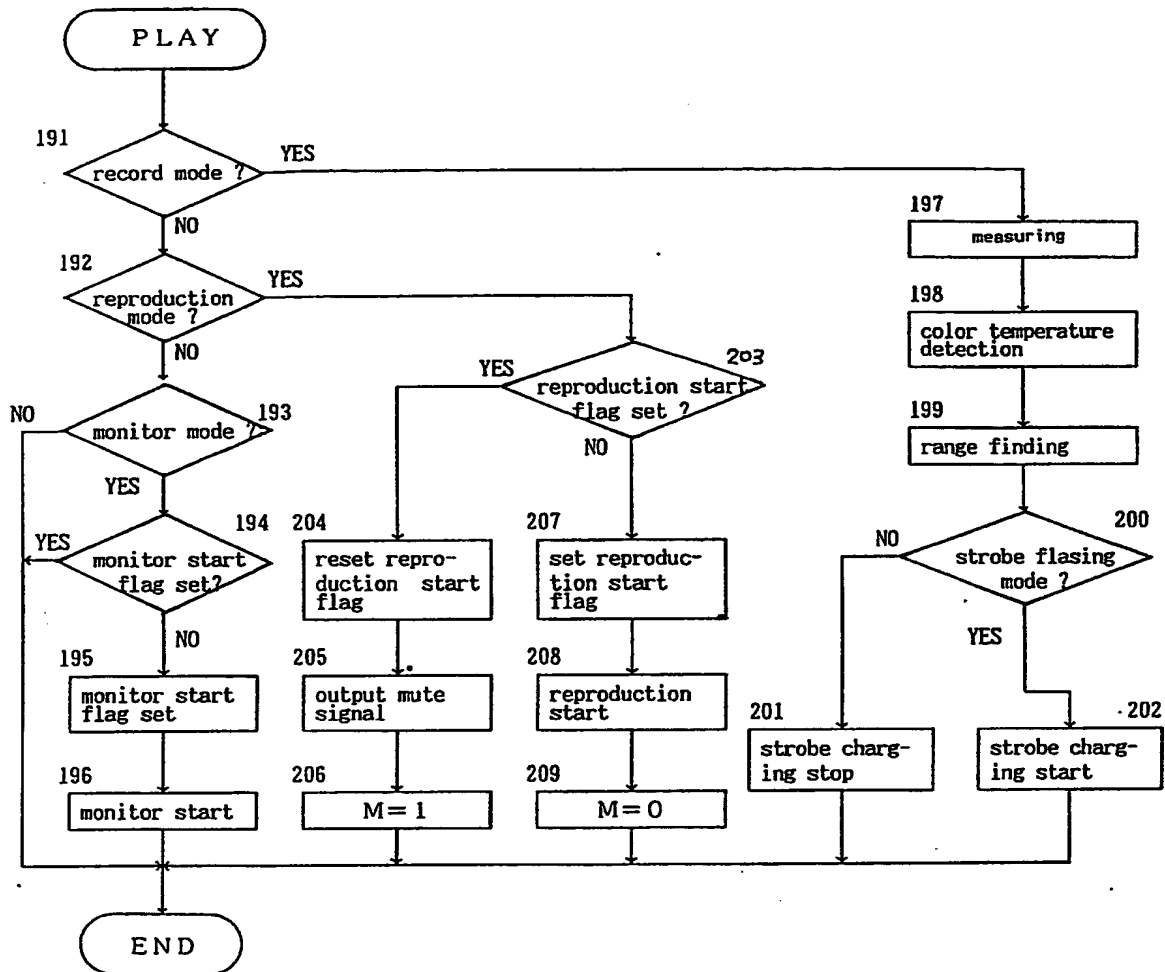 PLAY
191
record mode ?
YES
NO
192
reproduction
mode ?
YES
NO
193
monitor mode ?
NO
YES
194
monitor start
flag set?
YES
NO
195
monitor start
flag set
196
monitor start
203
reproduction start
flag set ?
YES
NO
204
reset repro-
duction start
flag
205
output mute
signal
206
M=1
207
set reproduc-
tion start
flag
208
reproduction
start
209
M=0
197
measuring
198
color temperature
detection
199
range finding
200
strobe flasing
mode ?
NO
YES
201
strobe charg-
ing stop
202
strobe charg-
ing start
END